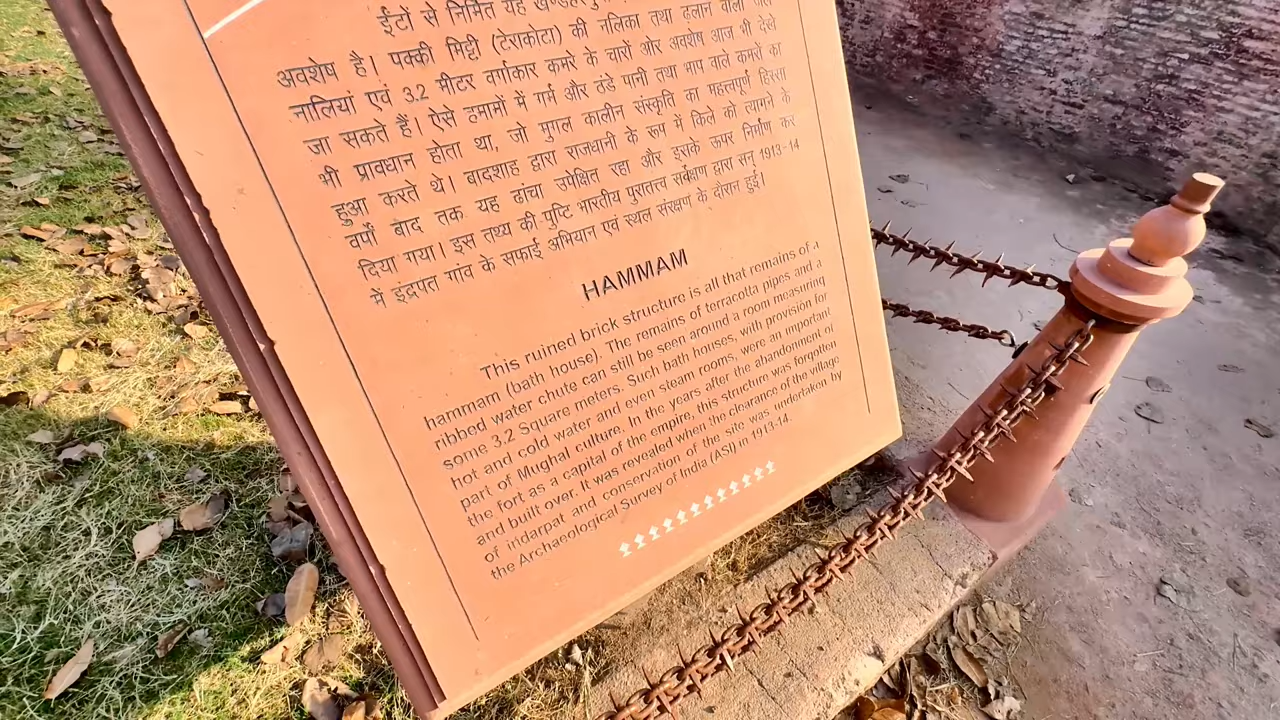 ईंटों से निर्मित यह खण्डहर
अवशेष है। पक्की मिट्टी (टेराकोटा) की नलिका तथा ढ़लान वाली
नालियां एवं 3.2 मीटर वर्गाकार कमरे के चारों ओर अवशेष आज भी देखे
जा सकते हैं। ऐसे हमामों में गर्म और ठंडे पानी तथा भाप वाले कमरों का
भी प्रावधान होता था, जो मुगल कालीन संस्कृति का महत्वपूर्ण हिस्सा
हुआ करते थे। बादशाह द्वारा राजधानी के रूप में किले को त्यागने के
वर्षों बाद तक यह ढांचा उपेक्षित रहा और इसके ऊपर निर्माण कर
दिया गया। इस तथ्य की पुष्टि भारतीय पुरातत्व सर्वेक्षण द्वारा सन् 1913-14
में इंद्रपत गांव के सफाई अभियान एवं स्थल संरक्षण के दौरान हुई।
HAMMAM
This ruined brick structure is all that remains of a
hammam (bath house). The remains of terracotta pipes and a
ribbed water chute can still be seen around a room measuring
some 3.2 Square meters. Such bath houses, with provision for
hot and cold water and even steam rooms, were an important
part of Mughal culture. In the years after the abandonment of
the fort as a capital of the empire, this structure was forgotten
and built over. It was revealed when the clearance of the village
of indarpat and conservation of the site was undertaken by
the Archaeological Survey of India (ASI) in 1913-14.